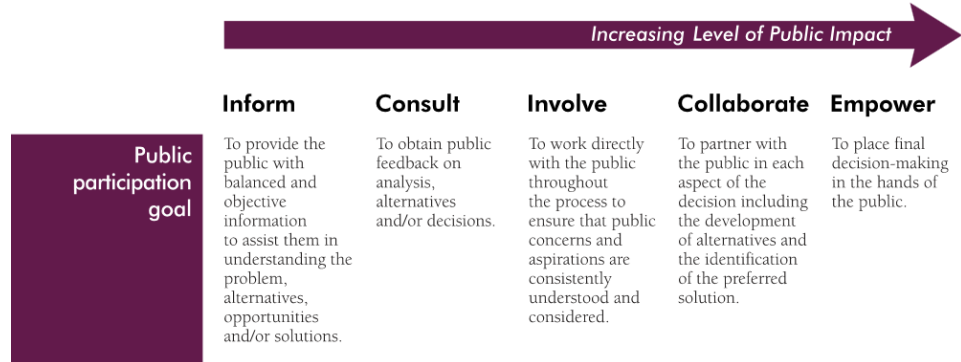 Increasing Level of Public Impact
Inform
Consult
Involve
Collaborate
Empower
Public
participation
goal
To provide the
public with
balanced and
objective
information
to assist them in
understanding the
problem,
alternatives,
opportunities
and/or solutions.
To obtain public
feedback on
analysis,
alternatives
and/or decisions.
To work directly
with the public
throughout
the process to
ensure that public
concerns and
aspirations are
consistently
understood and
considered.
To partner with
the public in each
aspect of the
decision including
the development
of alternatives and
the identification
of the preferred
solution.
To place final
decision-making
in the hands of
the public.